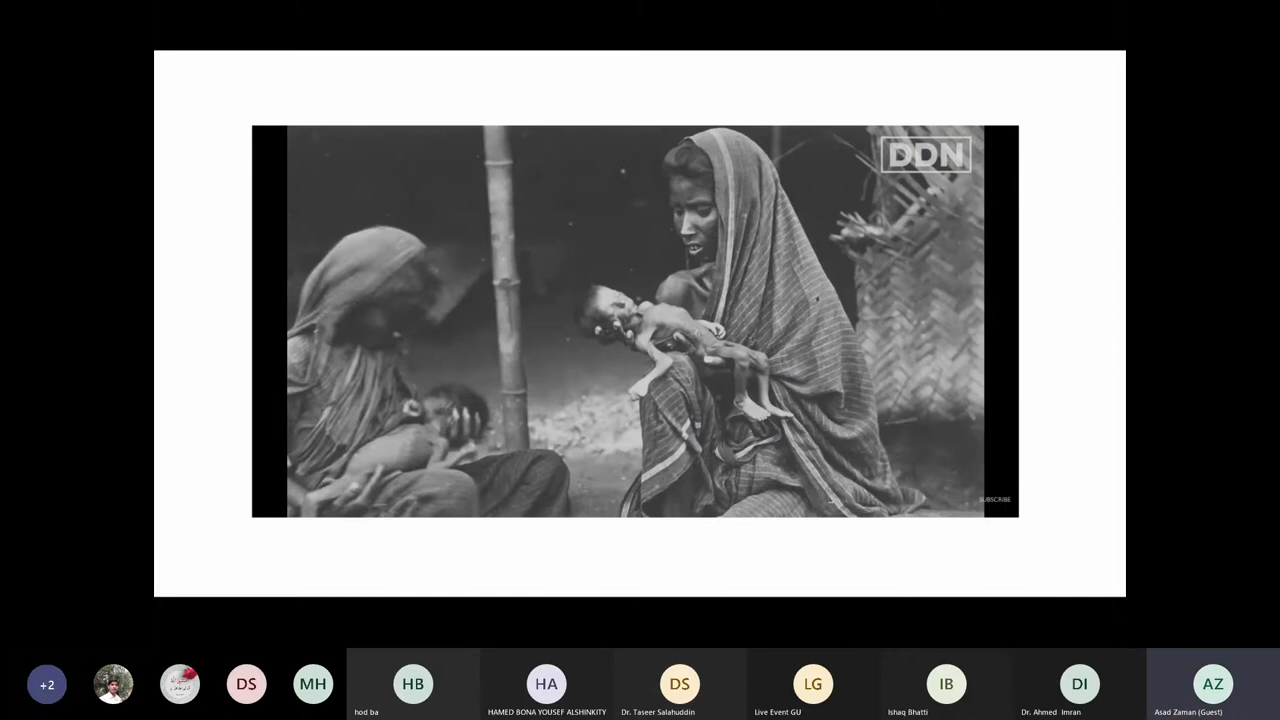 DDN
SUBSCRIBE
+2
DS
MH
HB
HA
DS
LG
IB
DI
AZ
hod ba
HAMED BONA YOUSEF ALSHINKITY
Dr. Taseer Salahuddin
Live Event GU
Ishaq Bhatti
Dr. Ahmed Imran
Asad Zaman (Guest)